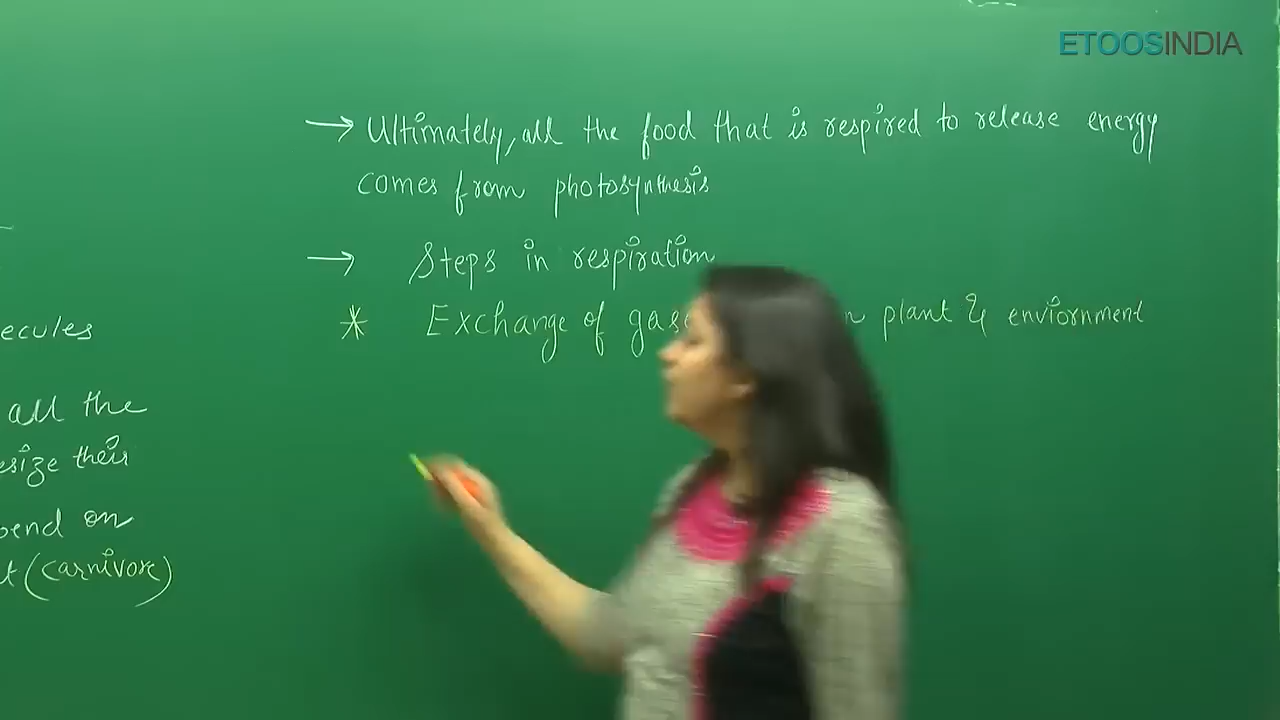 ETOOSINDIA
→ Ultimately, all the food that is respired to release energy
comes from photosynthesis
→ Steps in respiration
* Exchange of plant & enviornment
ecules
all the
esize their
pend on
t (carnivore)